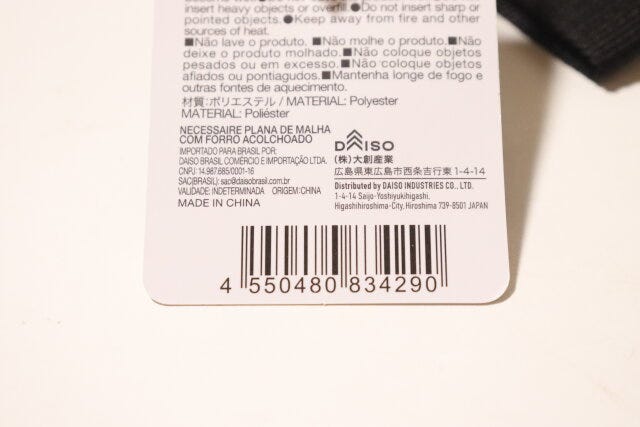 insert heavy objects or overfill. ●Do not insert sharp or
pointed objects. ●Keep away from fire and other
sources of heat.
■Não lave o produto. ■Não molhe o produto. ■Não
deixe o produto molhado. ■Não coloque objetos
pesados ou em excesso. ■Não coloque objetos
afiados ou pontiagudos. ■Mantenha longe de fogo e
outras fontes de aquecimento.
材質:ポリエステル / MATERIAL: Polyester
MATERIAL: Poliéster
NECESSAIRE PLANA DE MALHA
COM FORRO ACOLCHOADO
IMPORTADO PARA BRASIL POR:
DAISO BRASIL COMÉRCIO E IMPORTAÇÃO LTDA.
CNPJ: 14.987.685/0001-16
SAC(BRASIL): sac@daisobrasil.com.br
VALIDADE: INDETERMINADA ORIGEM:CHINA
MADE IN CHINA
DAISO
(株)大創産業
広島県東広島市西条吉行東 1-4-14
Distributed by DAISO INDUSTRIES CO., LTD.
1-4-14 Saijo-Yoshiyukihigashi,
Higashihiroshima-City, Hiroshima 739-8501 JAPAN
4 550480 834290